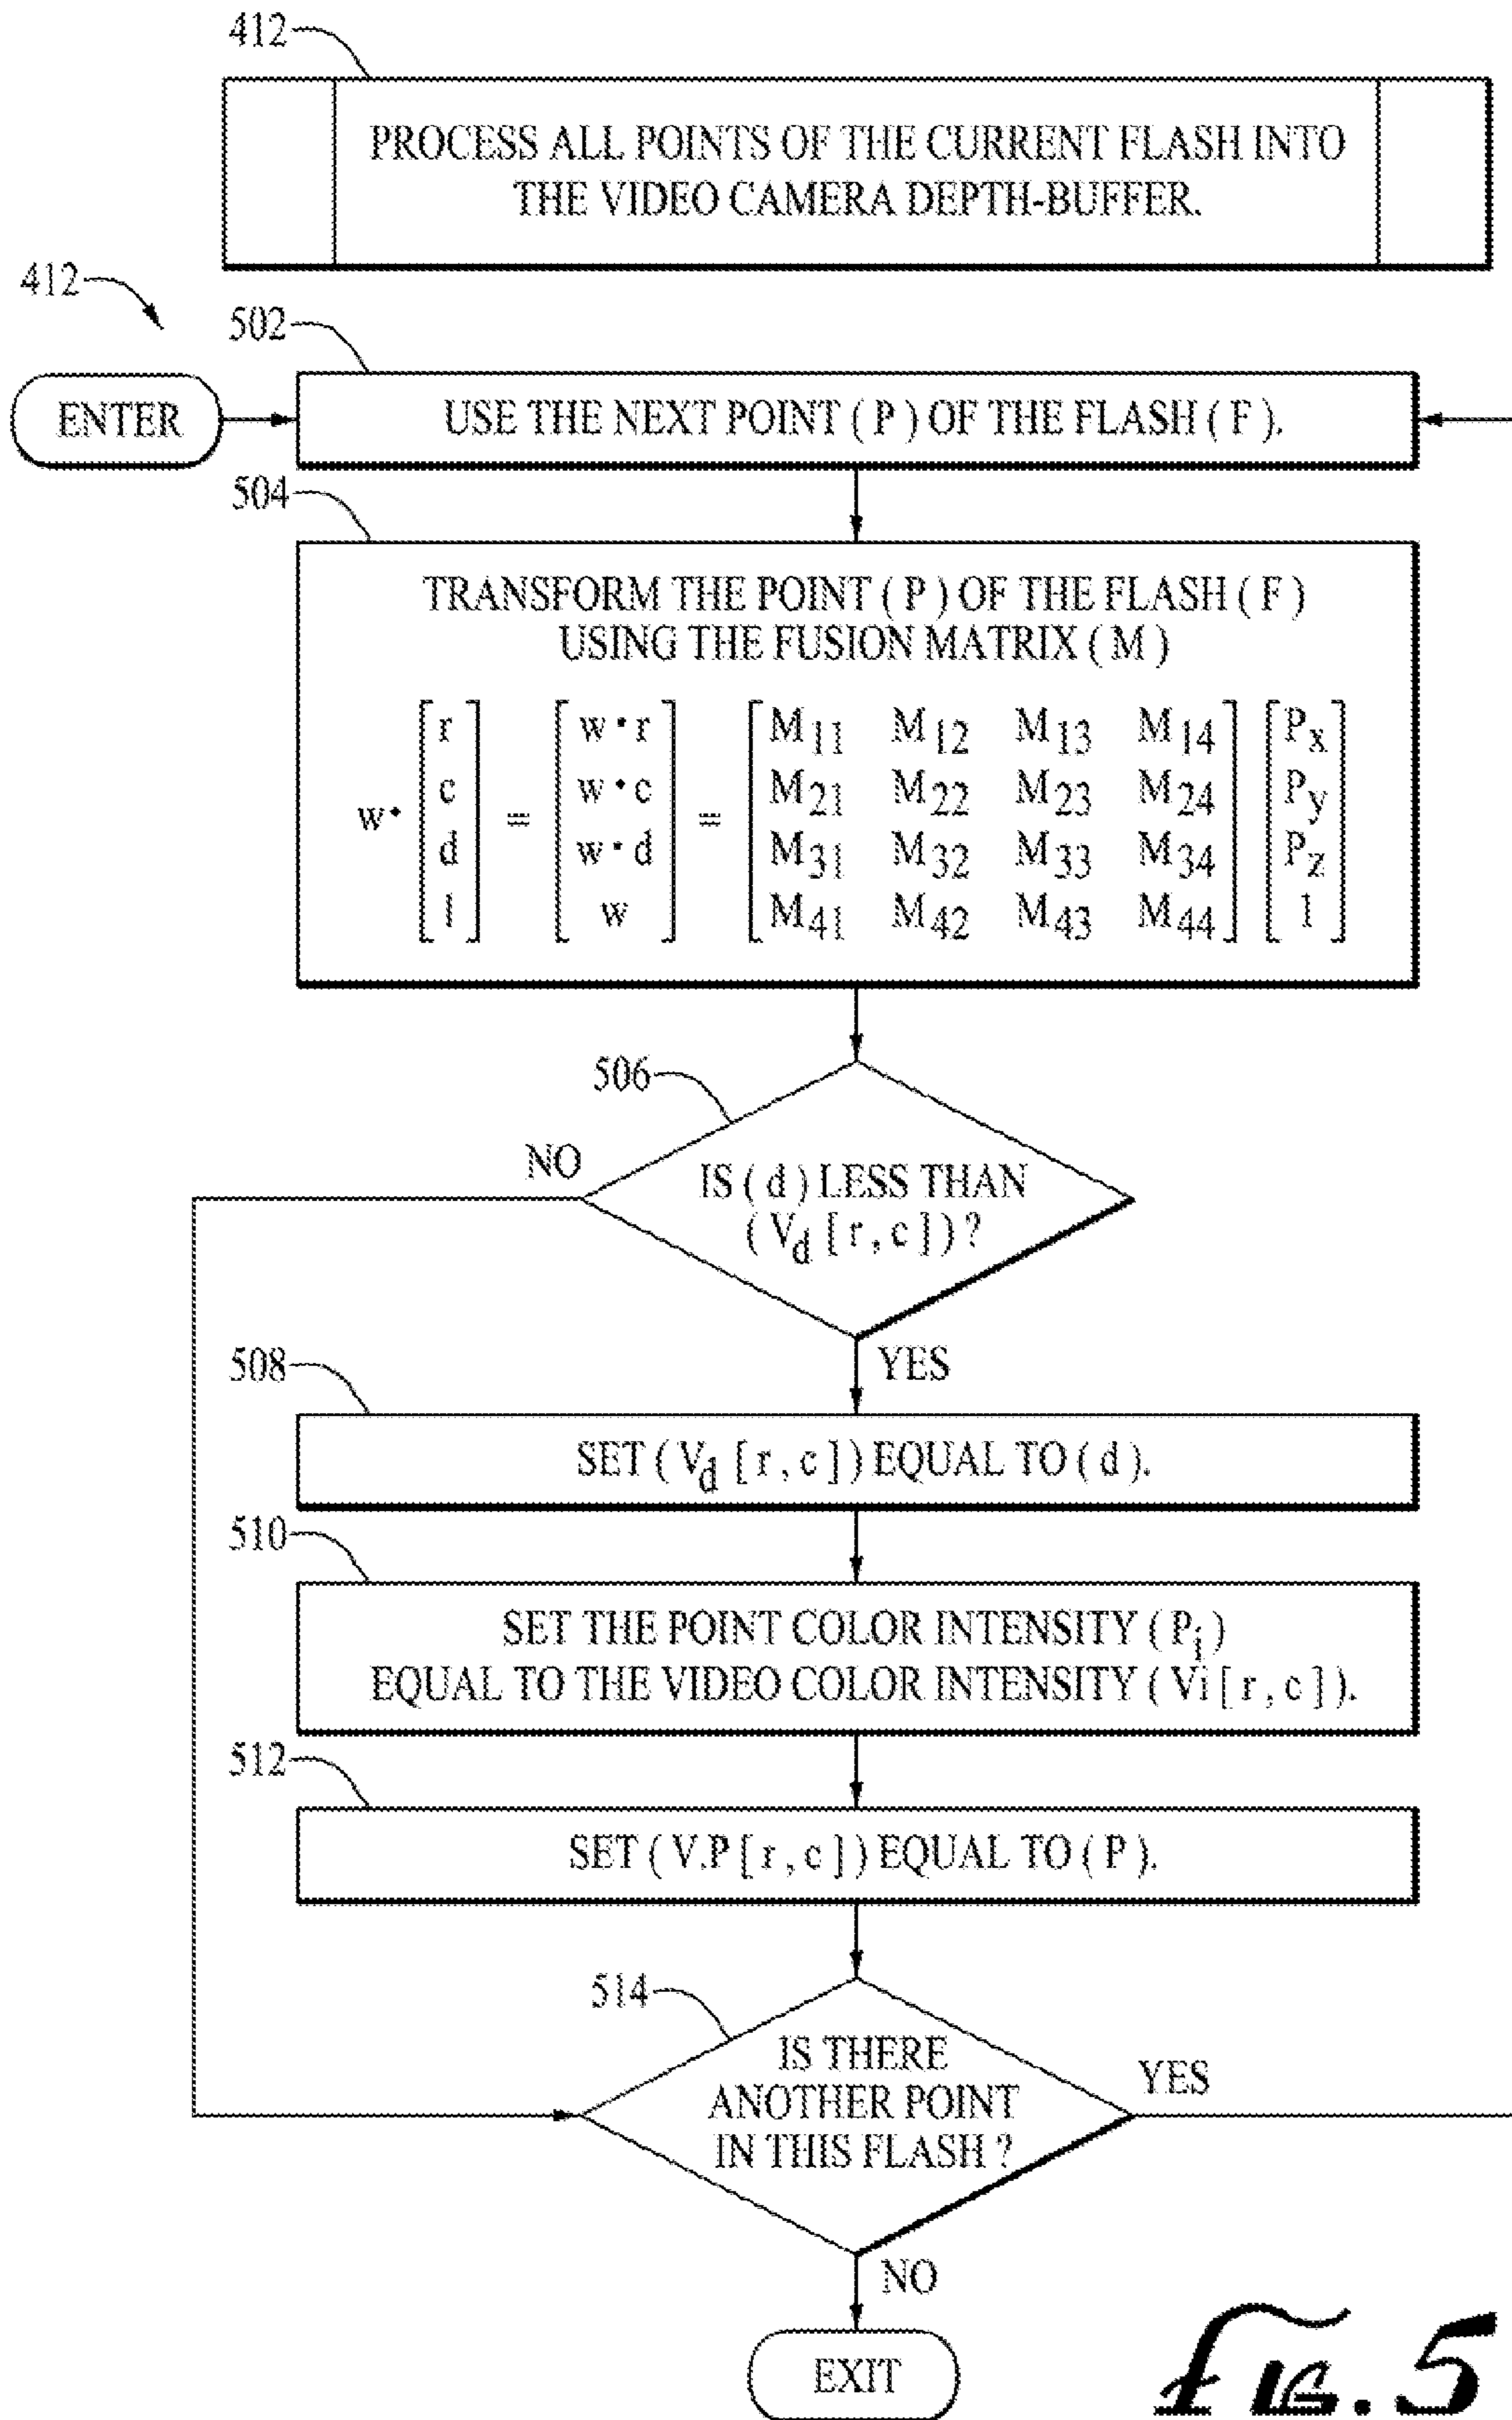 412
PROCESS ALL POINTS OF THE CURRENT FLASH INTO
THE VIDEO CAMERA DEPTH-BUFFER.
412
502
ENTER
USE THE NEXT POINT ( P ) OF THE FLASH ( F ).
504
TRANSFORM THE POINT ( P ) OF THE FLASH ( F )
USING THE FUSION MATRIX ( M )
w • [ r c d 1 ] = [ w • r w • c w • d w ] = [ M11 M12 M13 M14
M21 M22 M23 M24
M31 M32 M33 M34
M41 M42 M43 M44 ] [ Px Py Pz 1 ]
506
NO
IS ( d ) LESS THAN
( Vd [ r , c ] ) ?
YES
508
SET ( Vd [ r , c ] ) EQUAL TO ( d ).
510
SET THE POINT COLOR INTENSITY ( Pi )
EQUAL TO THE VIDEO COLOR INTENSITY ( Vi [ r , c ] ).
512
SET ( V.P [ r , c ] ) EQUAL TO ( P ).
514
IS THERE
ANOTHER POINT
IN THIS FLASH ?
YES
NO
EXIT
FIG. 5